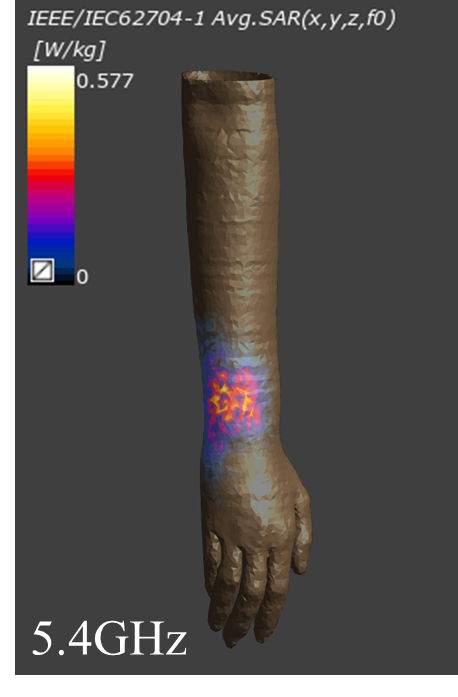 IEEE/IEC62704-1 Avg.SAR(x,y,z,f0)
[W/kg]
0.577
0
5.4GHz